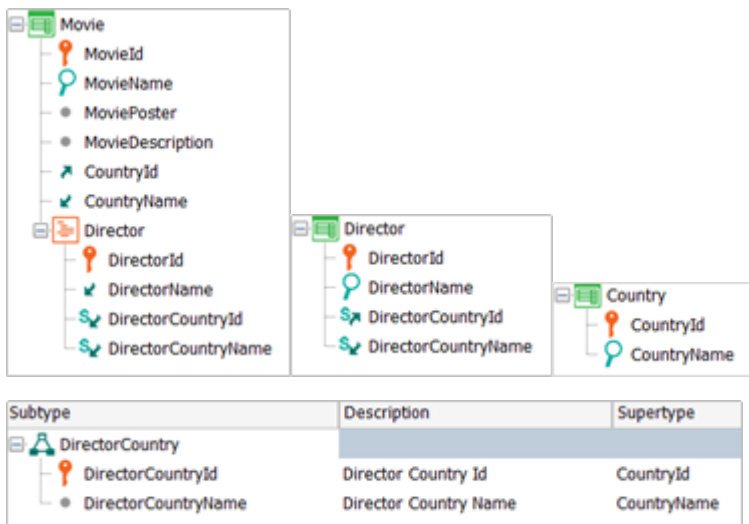 Movie
MovieId
MovieName
MoviePoster
MovieDescription
CountryId
CountryName
Director
DirectorId
DirectorName
DirectorCountryId
DirectorCountryName
Director
DirectorId
DirectorName
DirectorCountryId
DirectorCountryName
Country
CountryId
CountryName
Subtype Description Supertype
DirectorCountry
DirectorCountryId Director Country Id CountryId
DirectorCountryName Director Country Name CountryName